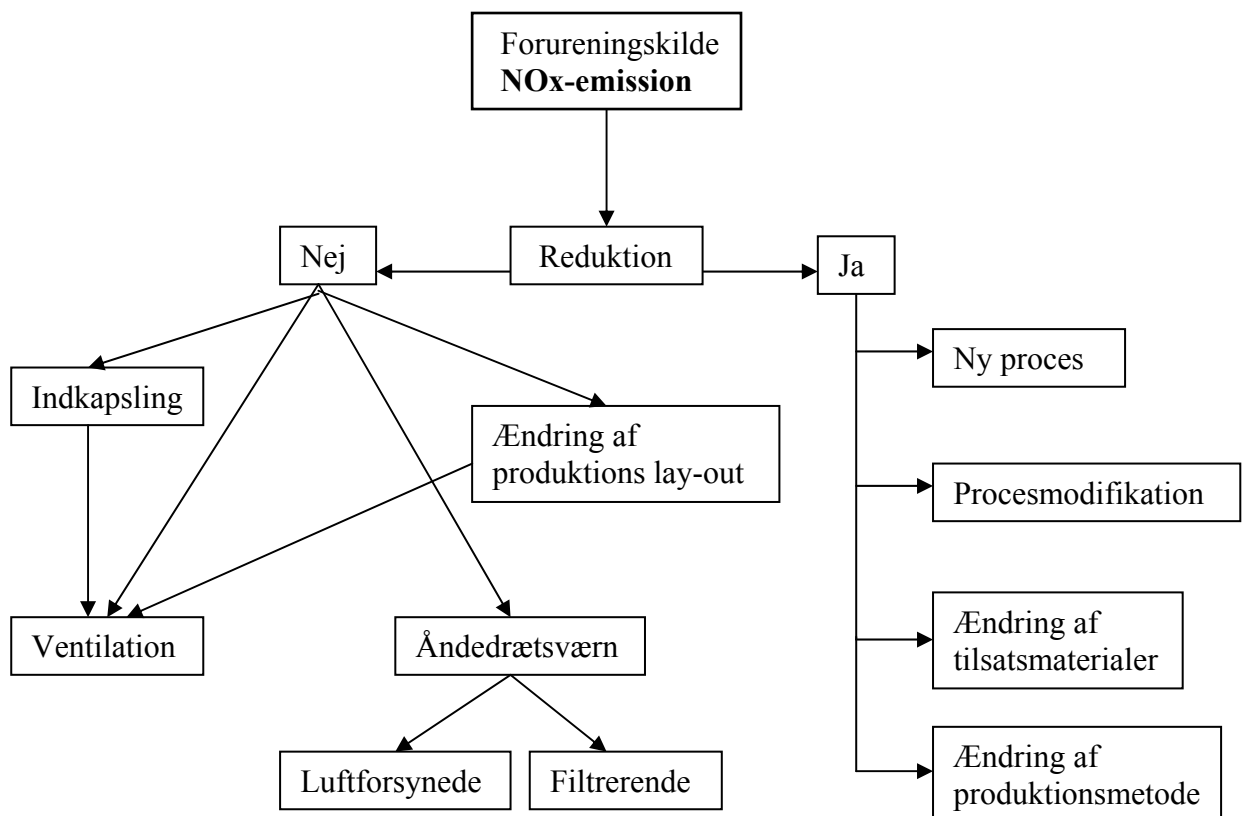 Forureningskilde
NOx-emission
Nej
Reduktion
Ja
Ny proces
Indkapsling
Ændring af
produktions lay-out
Procesmodifikation
Ventilation
Åndedrætsværn
Ændring af
tilsatsmaterialer
Luftforsynede
Filtrerende
Ændring af
produktionsmetode